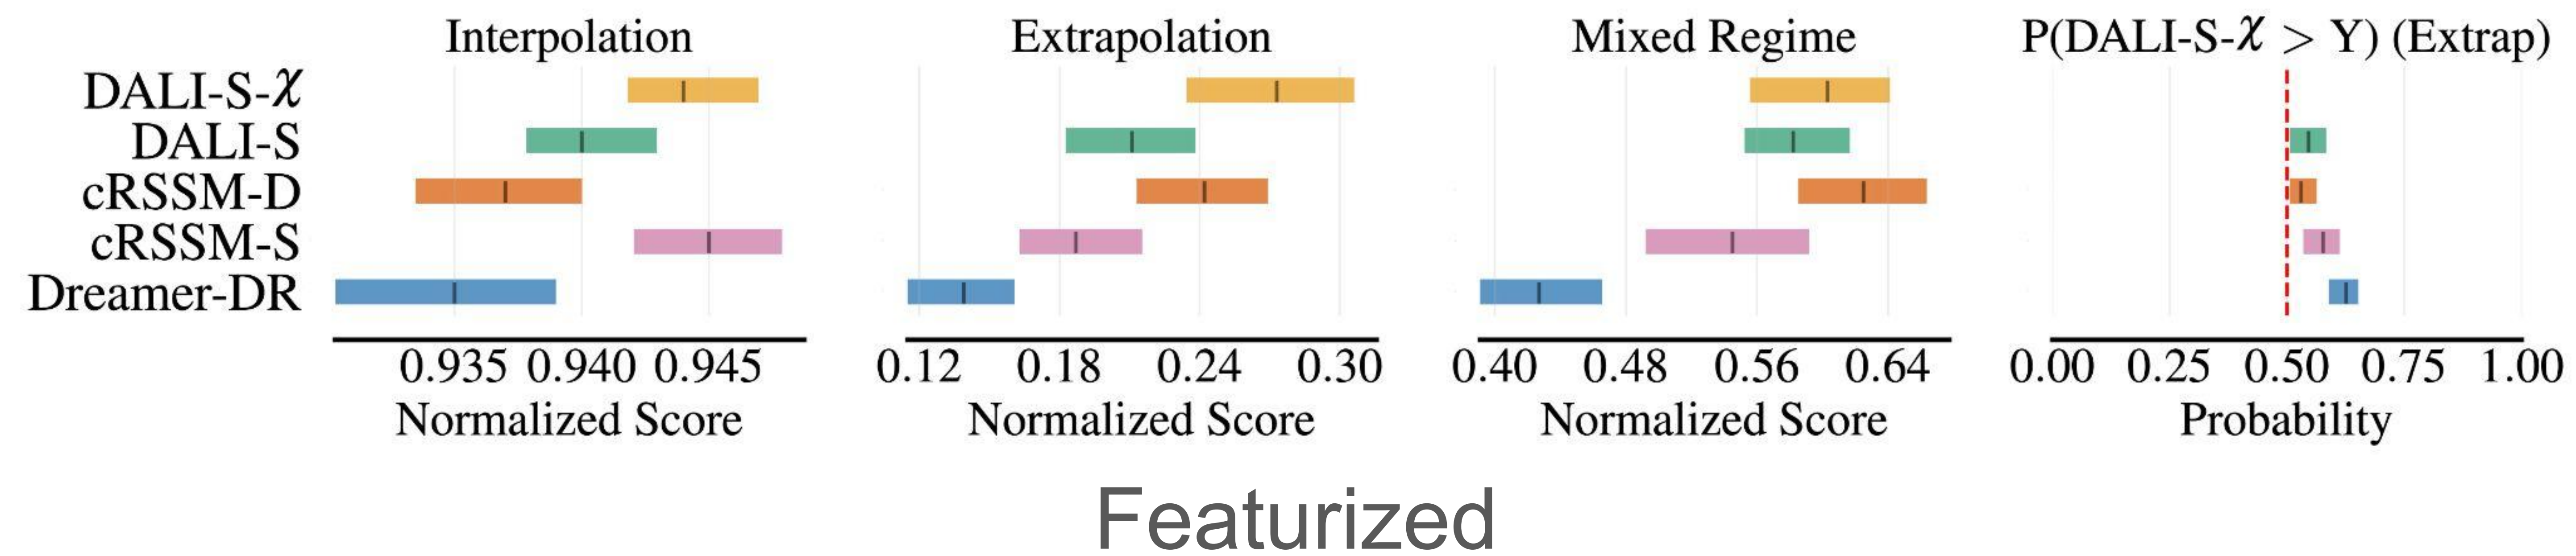 Interpolation Extrapolation Mixed Regime P(DALI-S-χ > Y) (Extrap)
DALI-S-χ
DALI-S
cRSSM-D
cRSSM-S
Dreamer-DR
0.935 0.940 0.945 0.12 0.18 0.24 0.30 0.40 0.48 0.56 0.64 0.00 0.25 0.50 0.75 1.00
Normalized Score Normalized Score Normalized Score Probability
Featurized